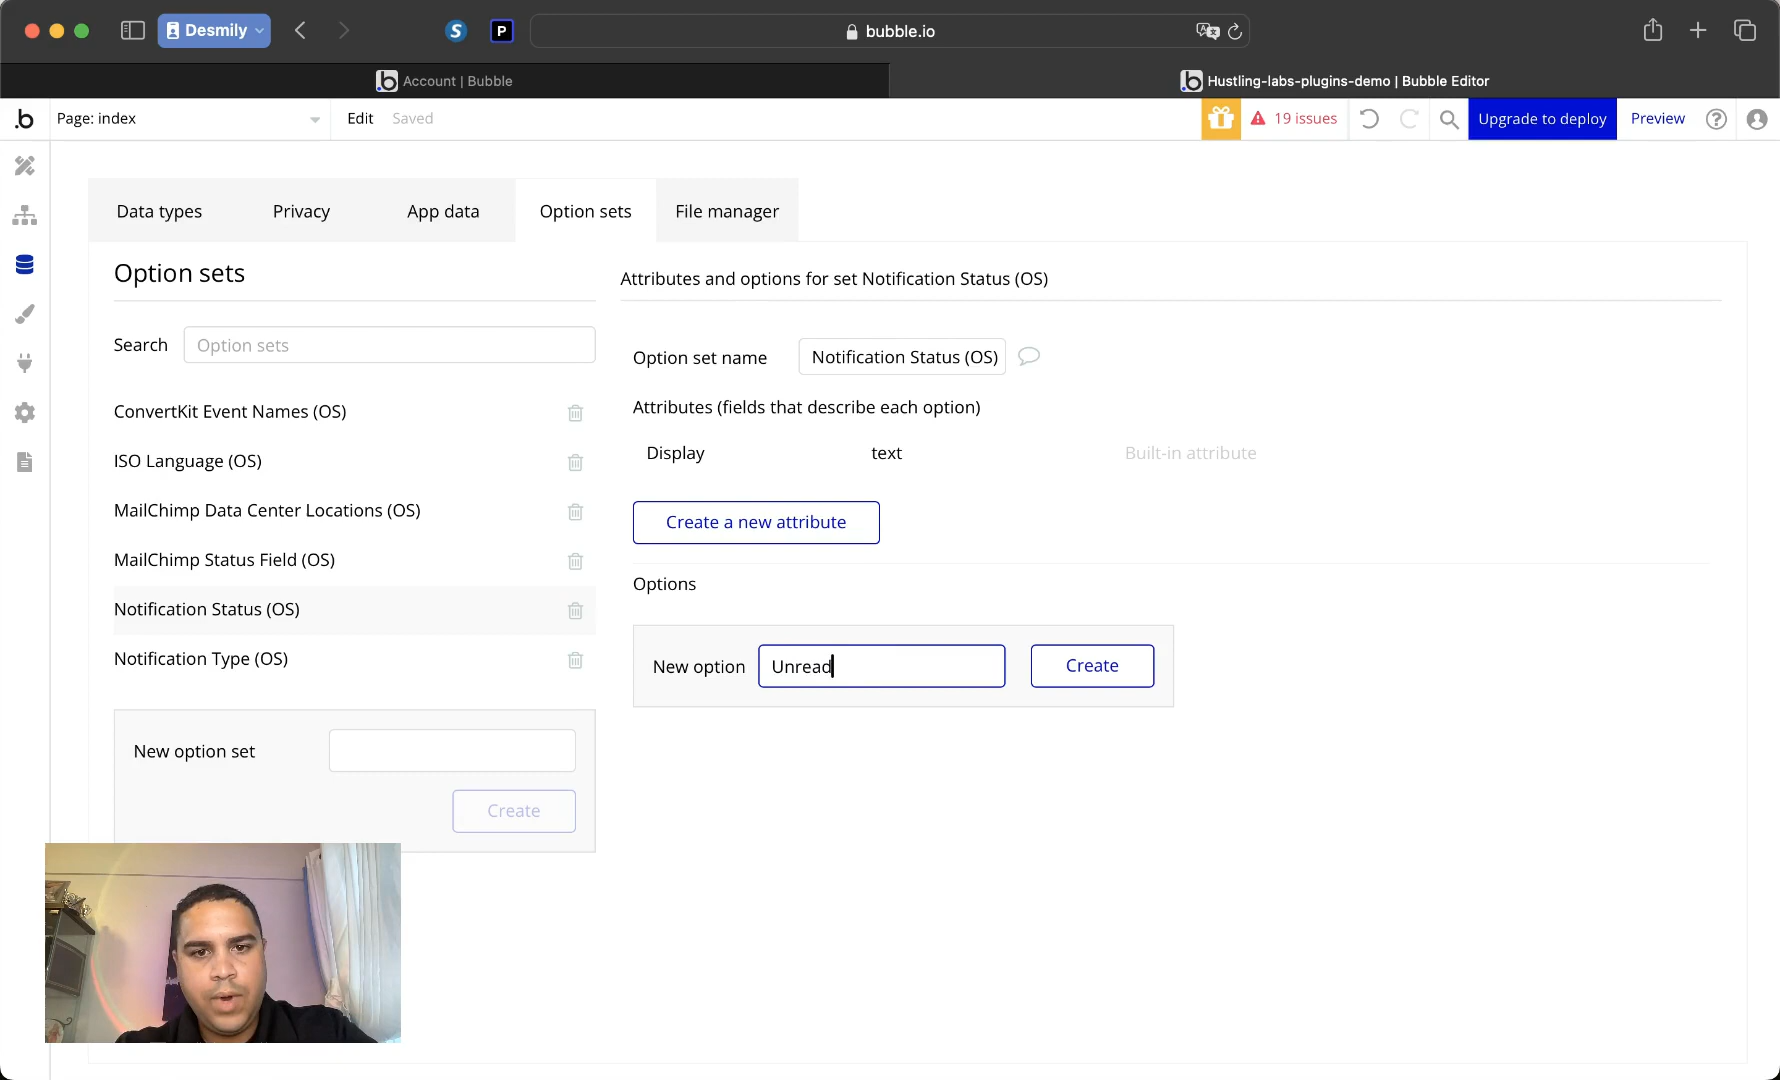 Desmily
S
P
bubble.io
b Account | Bubble
b Hustling-labs-plugins-demo | Bubble Editor
.b Page: index Edit Saved
19 issues
Upgrade to deploy
Preview
?
Data types Privacy App data Option sets File manager
Option sets
Search Option sets
ConvertKit Event Names (OS)
ISO Language (OS)
MailChimp Data Center Locations (OS)
MailChimp Status Field (OS)
Notification Status (OS)
Notification Type (OS)
New option set
Create
Attributes and options for set Notification Status (OS)
Option set name Notification Status (OS)
Attributes (fields that describe each option)
Display text Built-in attribute
Create a new attribute
Options
New option Unread Create